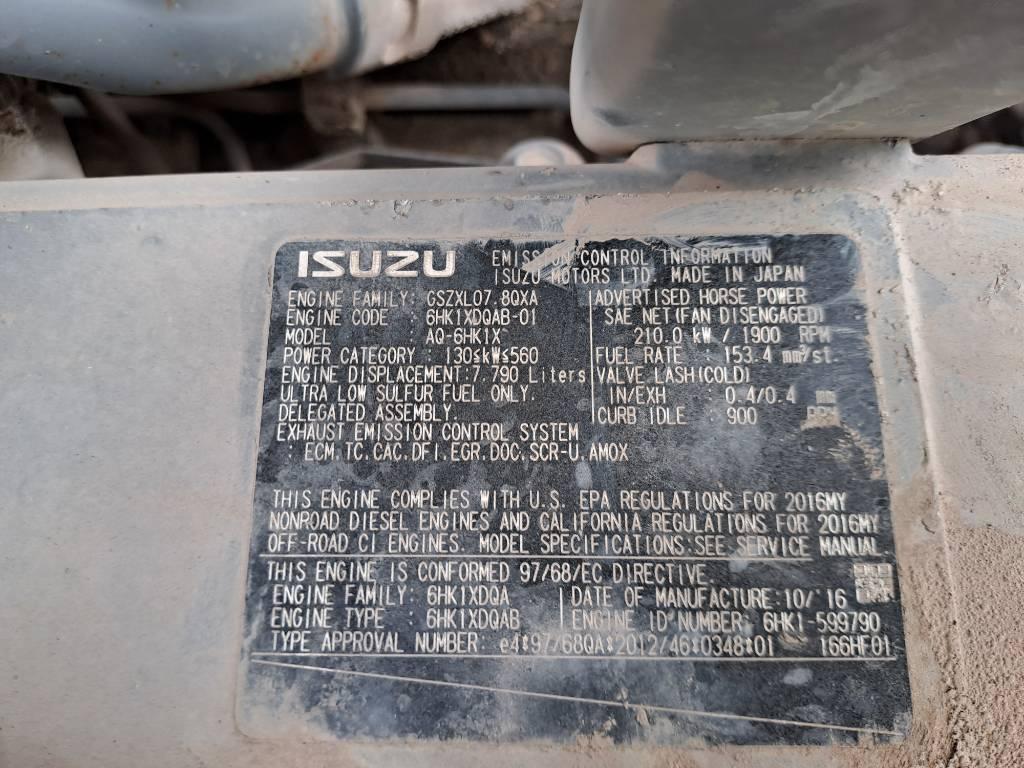 ISUZU EMISSION CONTROL INFORMATION
ISUZU MOTORS LTD. MADE IN JAPAN
ENGINE FAMILY: GSZXL07.8QXA
ENGINE CODE : 6HK1XDQAB-01
MODEL : AQ-6HK1X
POWER CATEGORY : 130≤kW≤560
ENGINE DISPLACEMENT:7.790 Liters
ULTRA LOW SULFUR FUEL ONLY.
DELEGATED ASSEMBLY.
EXHAUST EMISSION CONTROL SYSTEM
: ECM.TC.CAC.DFI.EGR.DOC.SCR-U.AMOX
ADVERTISED HORSE POWER
SAE NET(FAN DISENGAGED)
210.0 kW / 1900 RPM
FUEL RATE : 153.4 mm³/st.
VALVE LASH(COLD)
IN/EXH : 0.4/0.4 mm
CURB IDLE : 900 RPM
THIS ENGINE COMPLIES WITH U.S. EPA REGULATIONS FOR 2016MY
NONROAD DIESEL ENGINES AND CALIFORNIA REGULATIONS FOR 2016MY
OFF-ROAD CI ENGINES. MODEL SPECIFICATIONS:SEE SERVICE MANUAL
THIS ENGINE IS CONFORMED 97/68/EC DIRECTIVE.
ENGINE FAMILY: 6HK1XDQA
ENGINE TYPE : 6HK1XDQAB
DATE OF MANUFACTURE:10/'16
ENGINE ID NUMBER: 6HK1-599790
TYPE APPROVAL NUMBER: e4*97/68QA*2012/46*0348*01 166HF01